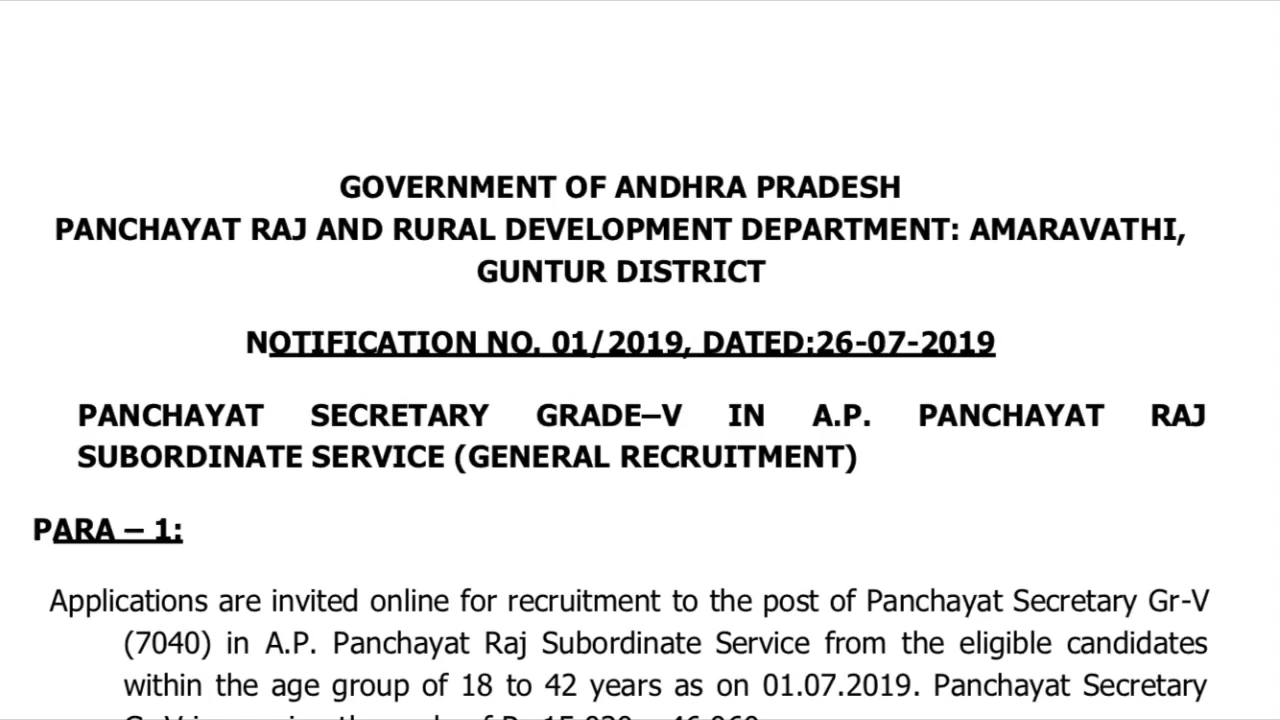 GOVERNMENT OF ANDHRA PRADESH
PANCHAYAT RAJ AND RURAL DEVELOPMENT DEPARTMENT: AMARAVATHI,
GUNTUR DISTRICT
NOTIFICATION NO. 01/2019, DATED:26-07-2019
PANCHAYAT SECRETARY GRADE–V IN A.P. PANCHAYAT RAJ
SUBORDINATE SERVICE (GENERAL RECRUITMENT)
PARA – 1:
Applications are invited online for recruitment to the post of Panchayat Secretary Gr-V
(7040) in A.P. Panchayat Raj Subordinate Service from the eligible candidates
within the age group of 18 to 42 years as on 01.07.2019. Panchayat Secretary